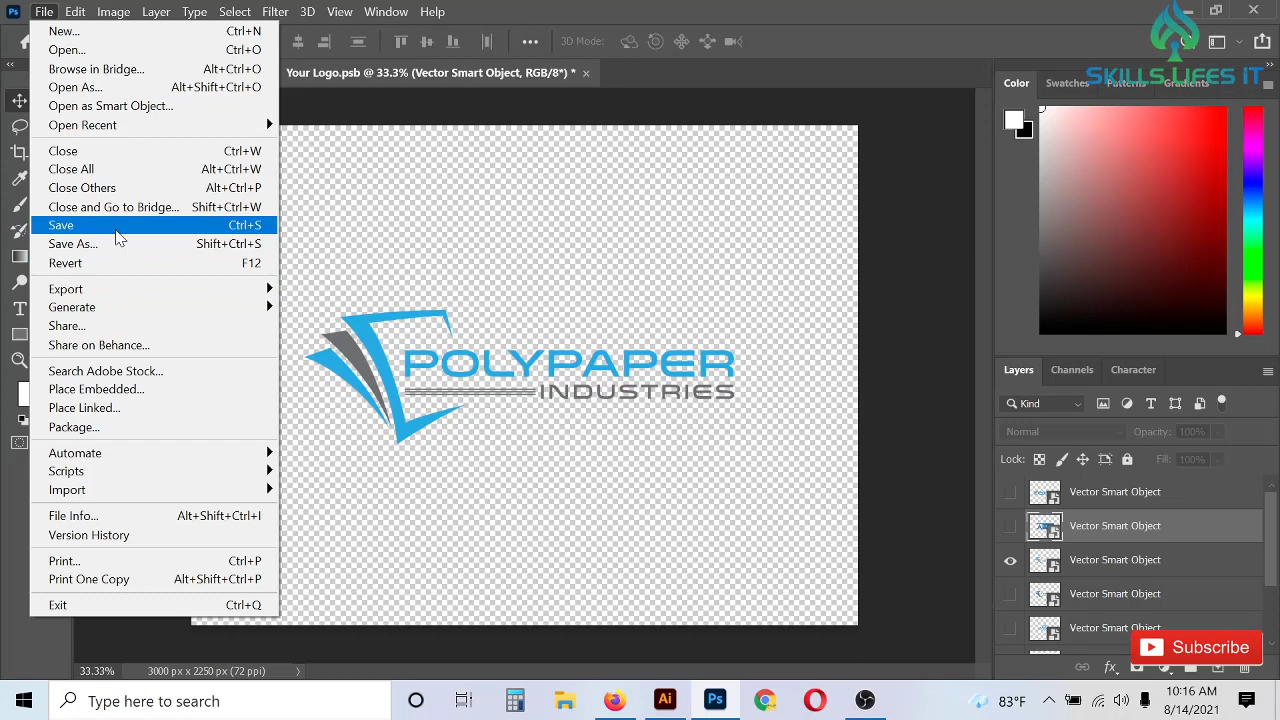 File Edit Image Layer Type Select Filter 3D View Window Help
SKILLS LIFES IT
New... Ctrl+N
Open... Ctrl+O
Browse in Bridge... Alt+Ctrl+O
Open As... Alt+Shift+Ctrl+O
Open as Smart Object...
Open Recent
Close Ctrl+W
Close All Alt+Ctrl+W
Close Others Alt+Ctrl+P
Close and Go to Bridge... Shift+Ctrl+W
Save Ctrl+S
Save As... Shift+Ctrl+S
Revert F12
Export
Generate
Share...
Share on Behance...
Search Adobe Stock...
Place Embedded...
Place Linked...
Package...
Automate
Scripts
Import
File Info... Alt+Shift+Ctrl+I
Version History
Print... Ctrl+P
Print One Copy Alt+Shift+Ctrl+P
Exit Ctrl+Q
3D Mode:
Your Logo.psb @ 33.3% (Vector Smart Object, RGB/8*) *
POLYPAPER
INDUSTRIES
Color Swatches Patterns Gradients
Layers Channels Character
Kind
Normal Opacity: 100%
Lock: Fill: 100%
Vector Smart Object
Vector Smart Object
Vector Smart Object
Vector Smart Object
Vector Smart Object
Subscribe
33.33% 3000 px x 2250 px (72 ppi)
Type here to search
Ai
Ps
83°F
10:16 AM
8/14/2021